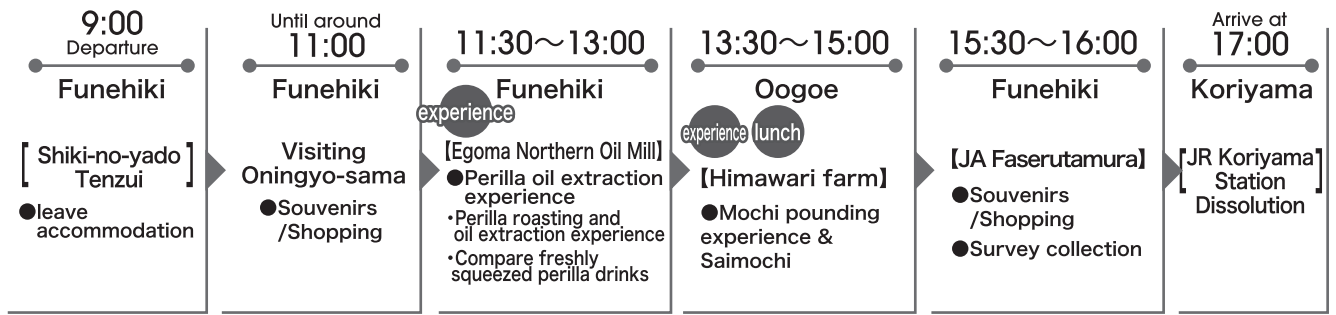 9:00
Departure
Funehiki
[Shiki-no-yado
Tenzui]
●leave
accommodation
Until around
11:00
Funehiki
Visiting
Oningyo-sama
●Souvenirs
/Shopping
11:30～13:00
Funehiki
experience
【Egoma Northern Oil Mill】
●Perilla oil extraction
experience
・Perilla roasting and
oil extraction experience
・Compare freshly
squeezed perilla drinks
13:30～15:00
Oogoe
experience lunch
【Himawari farm】
●Mochi pounding
experience &
Saimochi
15:30～16:00
Funehiki
【JA Faserutamura】
●Souvenirs
/Shopping
●Survey collection
Arrive at
17:00
Koriyama
[JR Koriyama
Station
Dissolution]